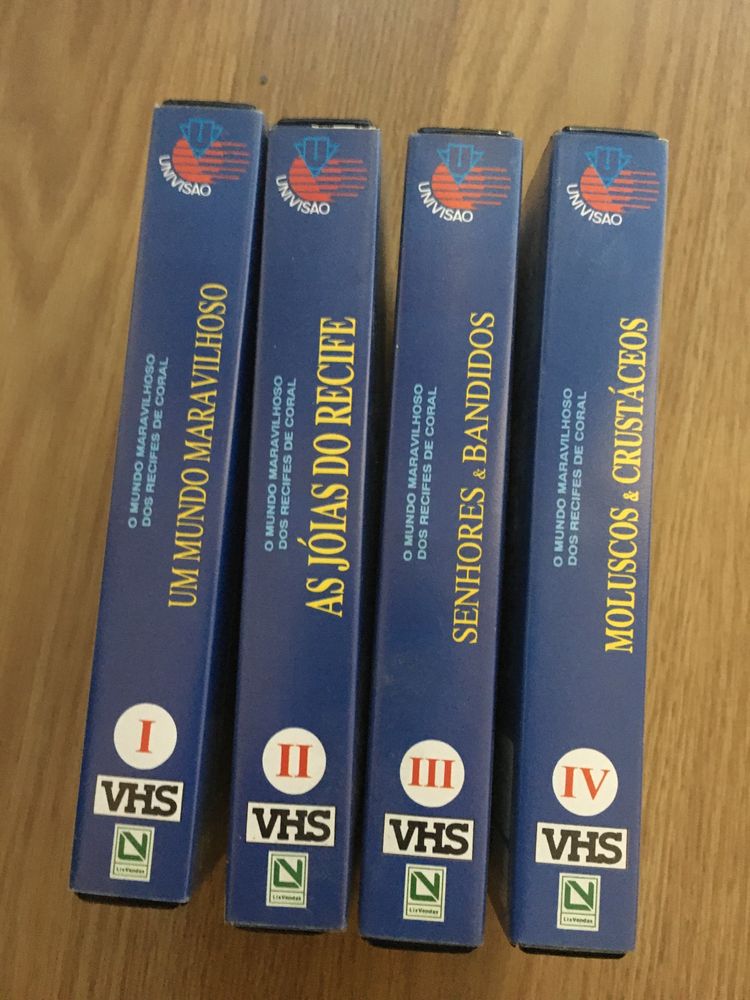 U
UNIVISÃO
O MUNDO MARAVILHOSO
DOS RECIFES DE CORAL
UM MUNDO MARAVILHOSO
I
VHS
LisVendas
U
UNIVISÃO
O MUNDO MARAVILHOSO
DOS RECIFES DE CORAL
AS JÓIAS DO RECIFE
II
VHS
LisVendas
U
UNIVISÃO
O MUNDO MARAVILHOSO
DOS RECIFES DE CORAL
SENHORES & BANDIDOS
III
VHS
LisVendas
U
UNIVISÃO
O MUNDO MARAVILHOSO
DOS RECIFES DE CORAL
MOLUSCOS & CRUSTÁCEOS
IV
VHS
LisVendas